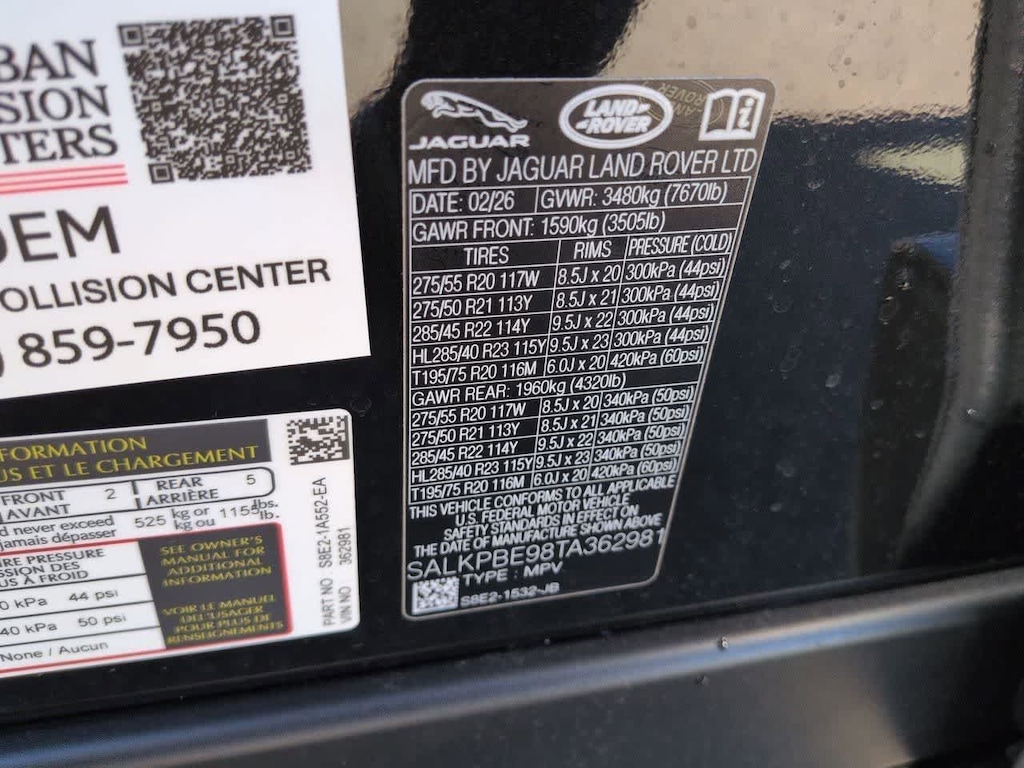 BAN
SION
TERS
OEM
OLLISION CENTER
859-7950
JAGUAR
LAND ROVER
MFD BY JAGUAR LAND ROVER LTD
DATE: 02/26 GVWR: 3480kg (7670lb)
GAWR FRONT: 1590kg (3505lb)
TIRES RIMS PRESSURE (COLD)
275/55 R20 117W 8.5J x 20 300kPa (44psi)
275/50 R21 113Y 8.5J x 21 300kPa (44psi)
285/45 R22 114Y 9.5J x 22 300kPa (44psi)
HL285/40 R23 115Y 9.5J x 23 300kPa (44psi)
T195/75 R20 116M 6.0J x 20 420kPa (60psi)
GAWR REAR: 1960kg (4320lb)
275/55 R20 117W 8.5J x 20 340kPa (50psi)
275/50 R21 113Y 8.5J x 21 340kPa (50psi)
285/45 R22 114Y 9.5J x 22 340kPa (50psi)
HL285/40 R23 115Y 9.5J x 23 340kPa (50psi)
T195/75 R20 116M 6.0J x 20 420kPa (60psi)
THIS VEHICLE CONFORMS TO ALL APPLICABLE
U.S. FEDERAL MOTOR VEHICLE
SAFETY STANDARDS IN EFFECT ON
THE DATE OF MANUFACTURE SHOWN ABOVE
SALKPBE98TA362981
TYPE : MPV
S8E2-1532-JB
FORMATION
US ET LE CHARGEMENT
FRONT 2 REAR 5
AVANT ARRIÈRE
d never exceed 525 kg or 1155 lbs.
jamais dépasser kg ou lb.
RE PRESSURE
SSION DES
US À FROID
0 kPa 44 psi
40 kPa 50 psi
None / Aucun
SEE OWNER'S
MANUAL FOR
ADDITIONAL
INFORMATION
VOIR LE MANUEL
DE L'USAGER
POUR PLUS DE
RENSEIGNEMENTS
PART NO S8E2-1A552-EA
VIN NO 362981